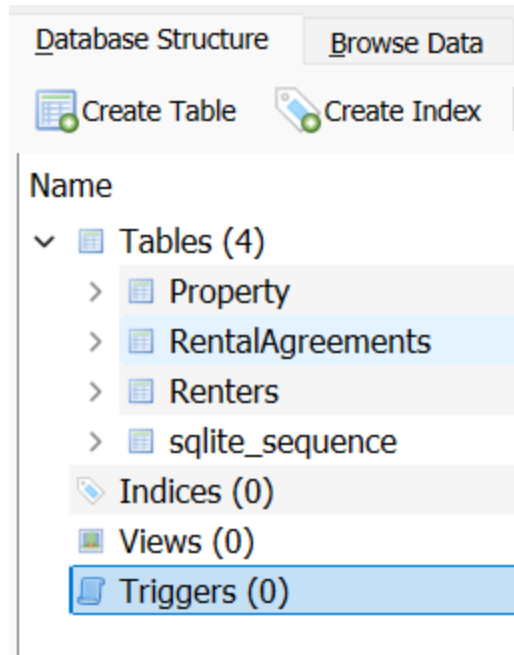 Database Structure Browse Data
Create Table Create Index
Name
Tables (4)
Property
RentalAgreements
Renters
sqlite_sequence
Indices (0)
Views (0)
Triggers (0)